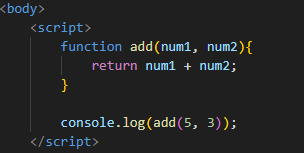 <body>
<script>
function add(num1, num2){
return num1 + num2;
}
console.log(add(5, 3));
</script>